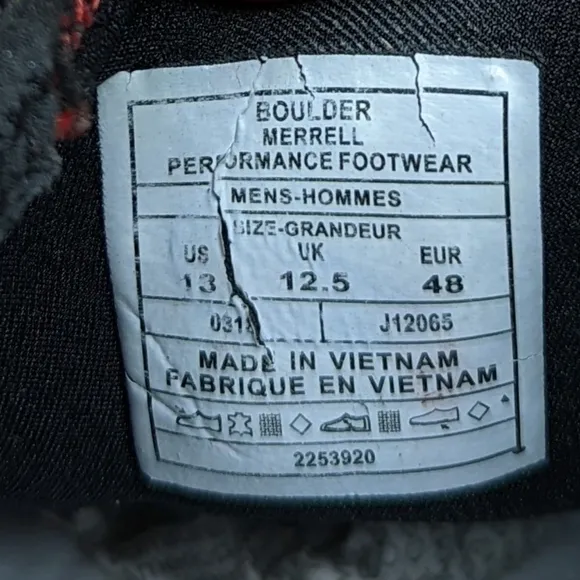 BOULDER
MERRELL
PERFORMANCE FOOTWEAR
MENS-HOMMES
SIZE-GRANDEUR
US UK EUR
13 12.5 48
J12065
MADE IN VIETNAM
FABRIQUE EN VIETNAM
2253920